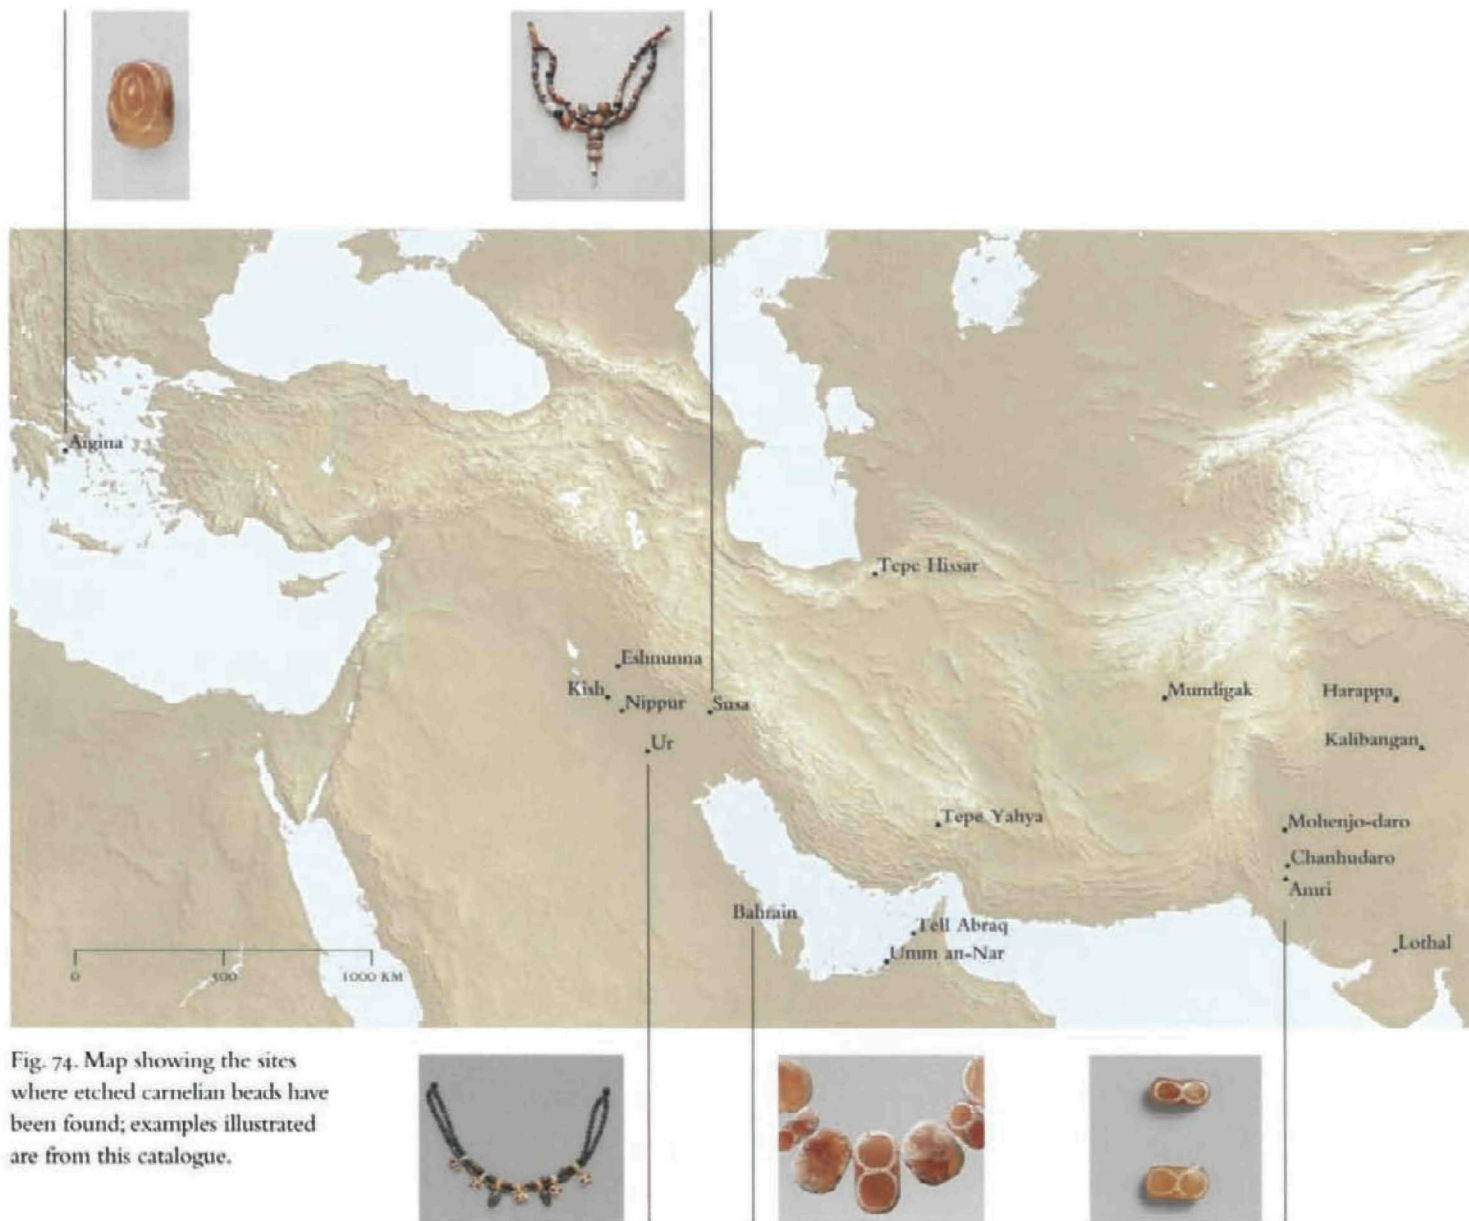 Aigina
Tepe Hissar
Eshnunna
Kish
Nippur
Susa
Mundigak
Harappa
Ur
Kalibangan
Tepe Yahya
Mohenjo-daro
Chanhudaro
Amri
Bahrain
Tell Abraq
Umm an-Nar
Lothal
0 500 1000 KM
Fig. 74. Map showing the sites
where etched carnelian beads have
been found; examples illustrated
are from this catalogue.